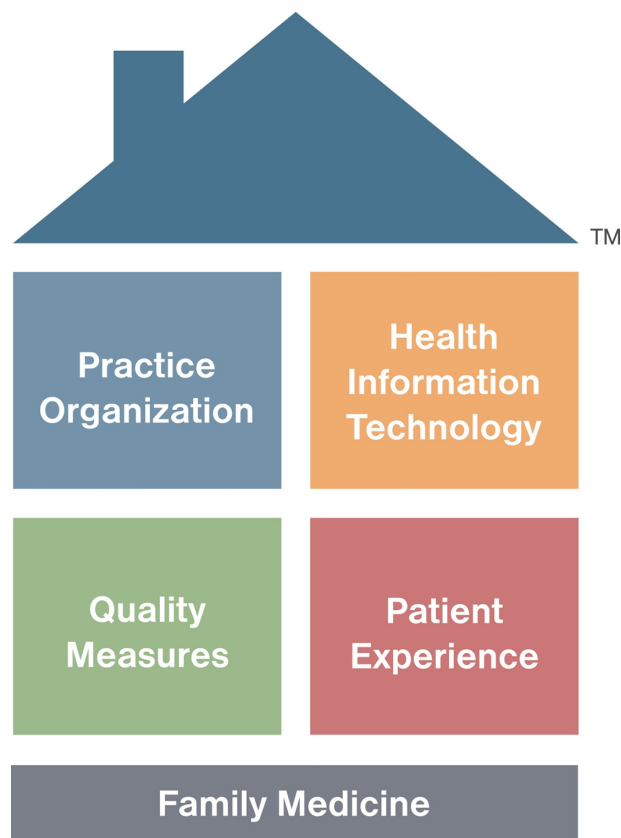 TM
Practice
Organization
Health
Information
Technology
Quality
Measures
Patient
Experience
Family Medicine